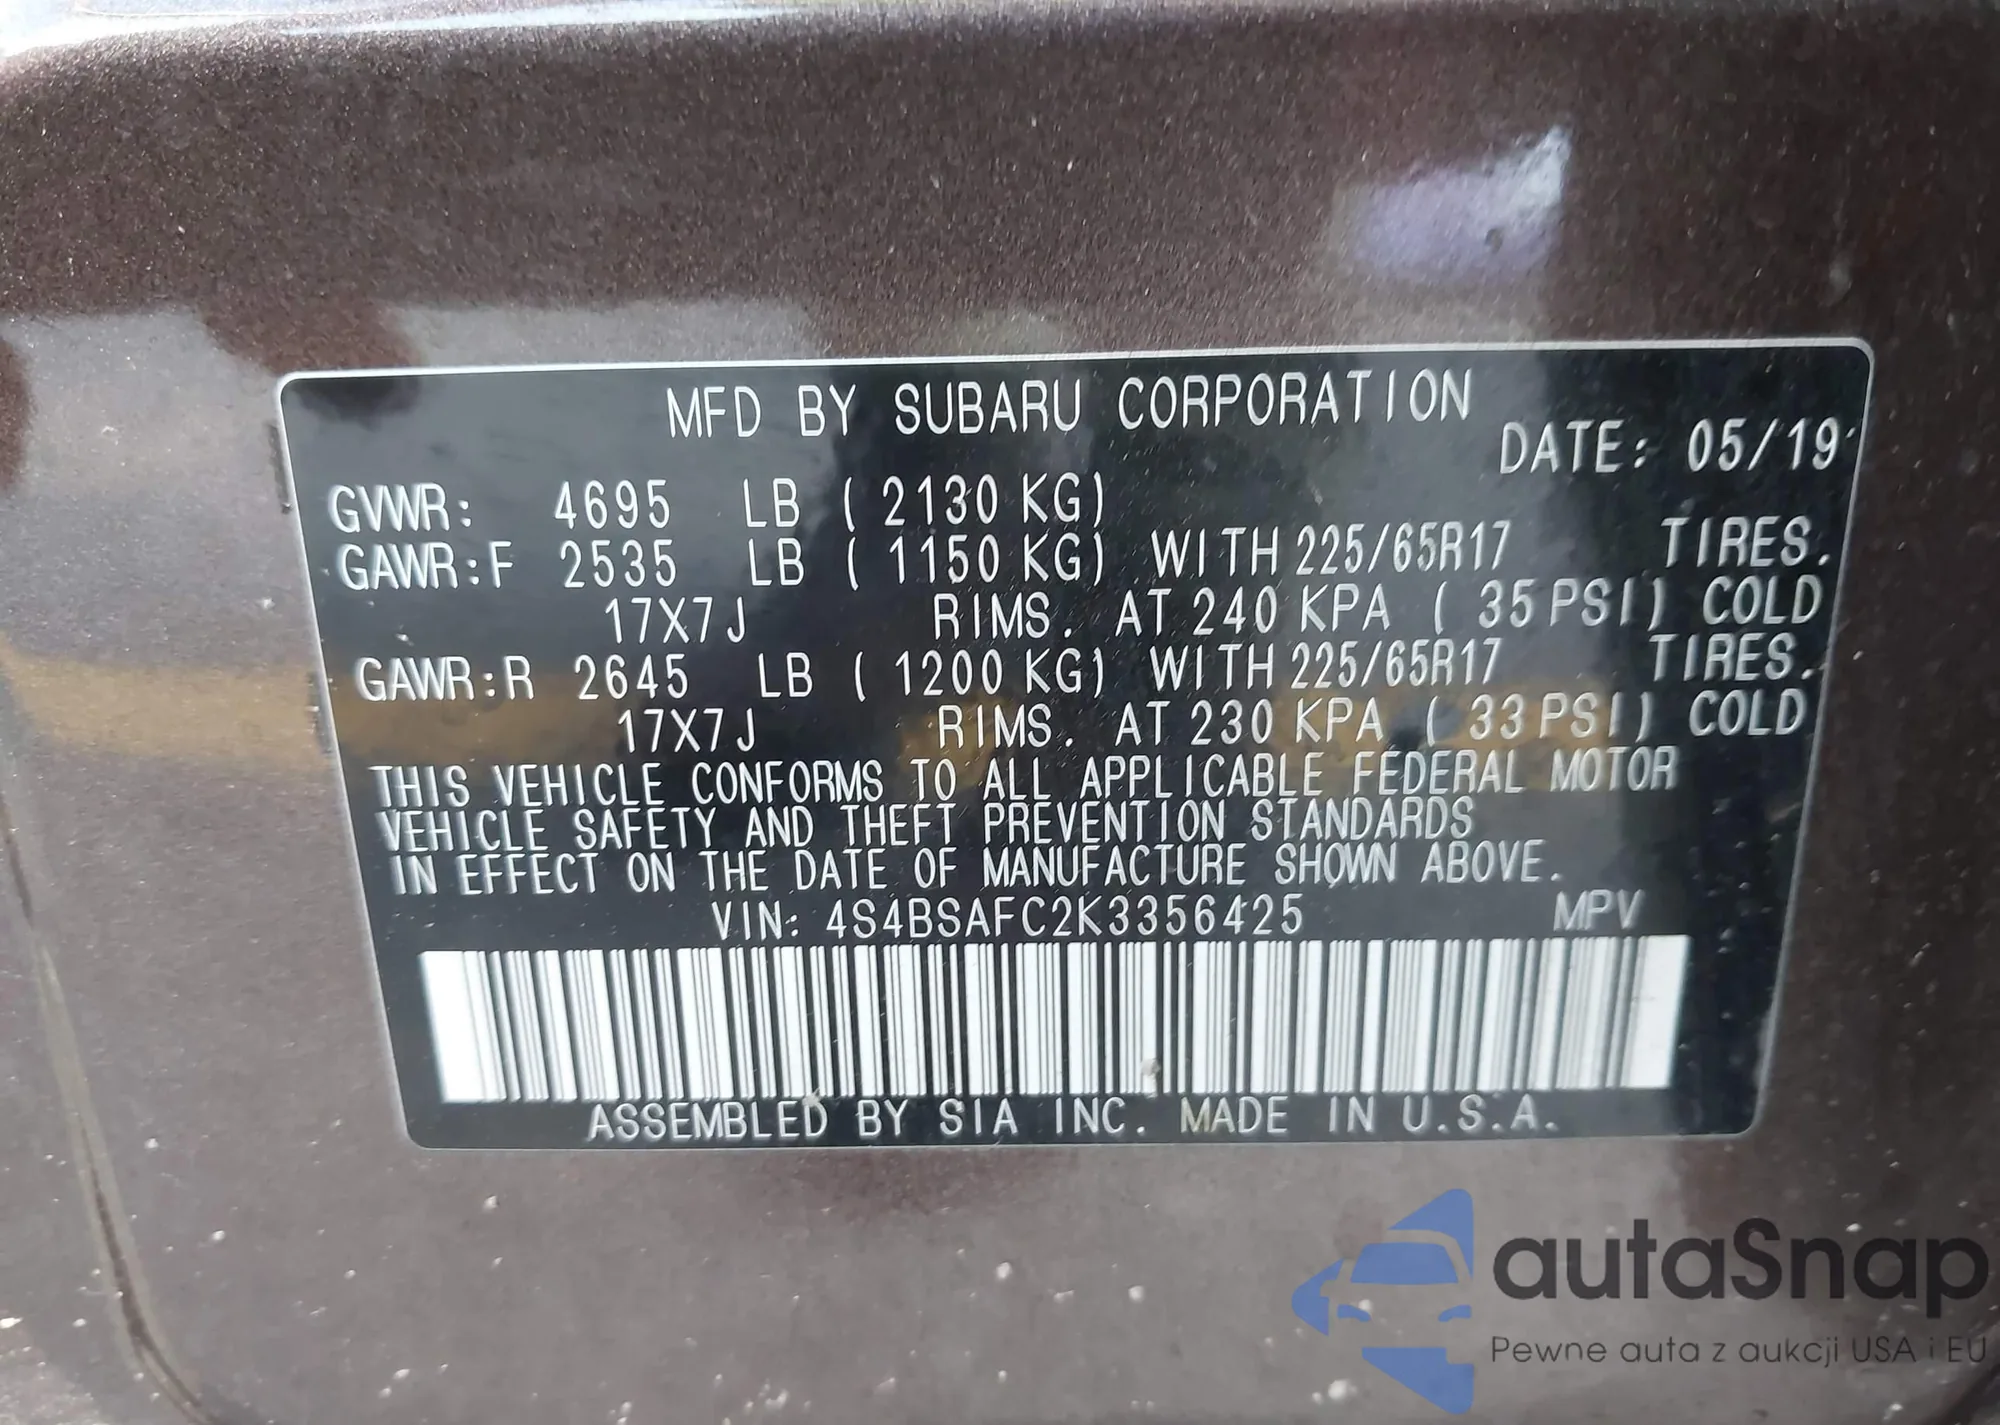 MFD BY SUBARU CORPORATION
DATE: 05/19
GVWR: 4695 LB ( 2130 KG)
GAWR:F 2535 LB ( 1150 KG) WITH 225/65R17 TIRES.
17X7J RIMS. AT 240 KPA ( 35 PSI) COLD
GAWR:R 2645 LB ( 1200 KG) WITH 225/65R17 TIRES.
17X7J RIMS. AT 230 KPA ( 33 PSI) COLD
THIS VEHICLE CONFORMS TO ALL APPLICABLE FEDERAL MOTOR
VEHICLE SAFETY AND THEFT PREVENTION STANDARDS
IN EFFECT ON THE DATE OF MANUFACTURE SHOWN ABOVE.
VIN: 4S4BSAFC2K3356425 MPV
ASSEMBLED BY SIA INC. MADE IN U.S.A.
autaSnap
Pewne auta z aukcji USA i EU